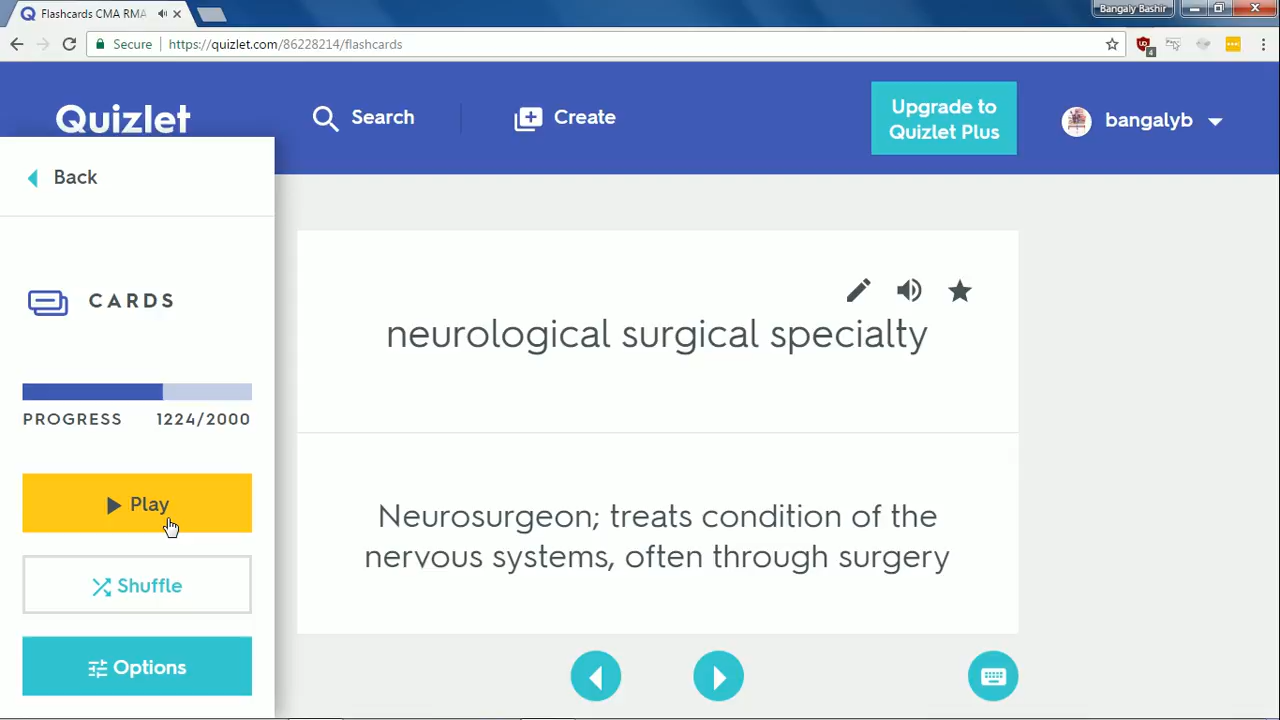 Flashcards CMA RMA
Bangaly Bashir
Secure
https://quizlet.com/86228214/flashcards
4
Quizlet
Search
Create
Upgrade to
Quizlet Plus
bangalyb
Back
CARDS
PROGRESS 1224/2000
Play
Shuffle
Options
neurological surgical specialty
Neurosurgeon; treats condition of the
nervous systems, often through surgery